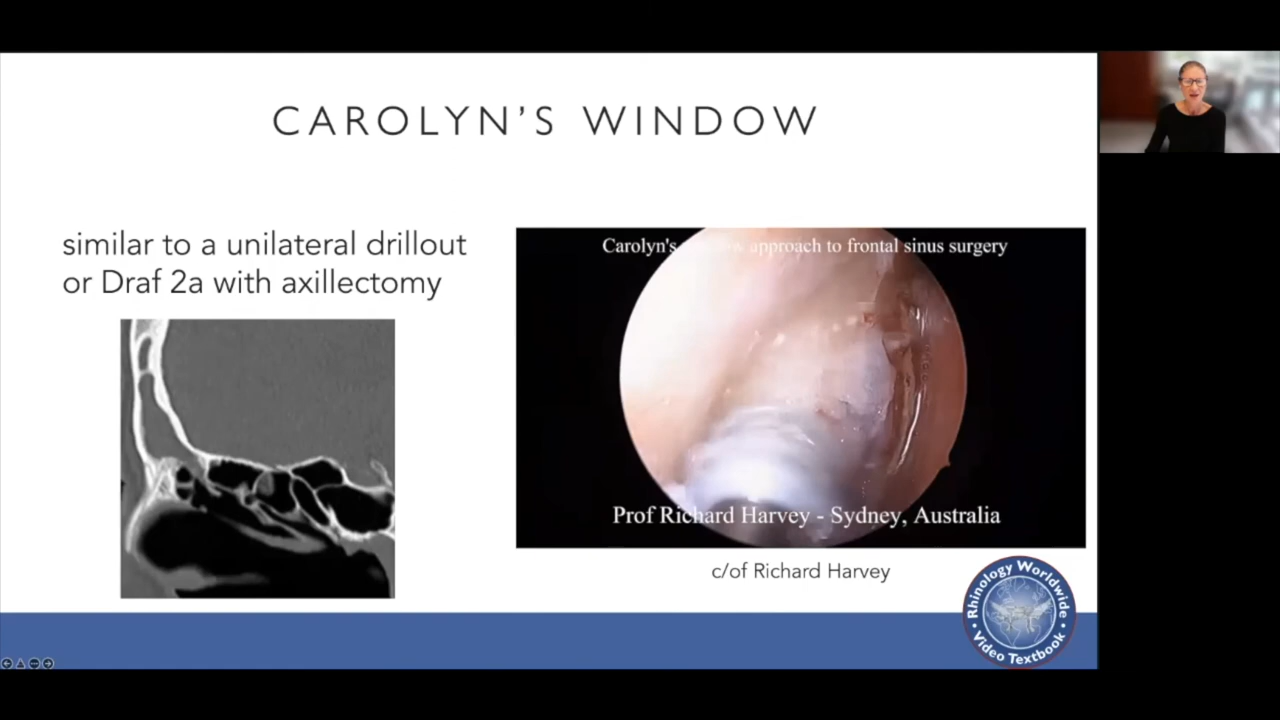 CAROLYN'S WINDOW
similar to a unilateral drillout
or Draf 2a with axillectomy
Carolyn's approach to frontal sinus surgery
Prof Richard Harvey - Sydney, Australia
c/of Richard Harvey
Rhinology Worldwide
Video Textbook